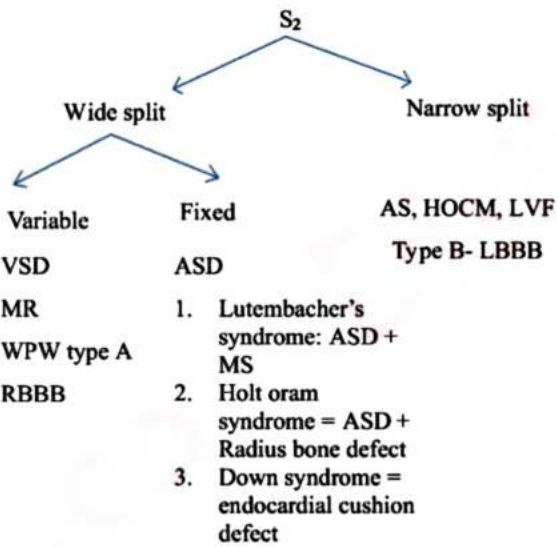 S₂
Wide split
Narrow split
Variable
VSD
MR
WPW type A
RBBB
Fixed
ASD
1. Lutembacher's
syndrome: ASD +
MS
2. Holt oram
syndrome = ASD +
Radius bone defect
3. Down syndrome =
endocardial cushion
defect
AS, HOCM, LVF
Type B- LBBB